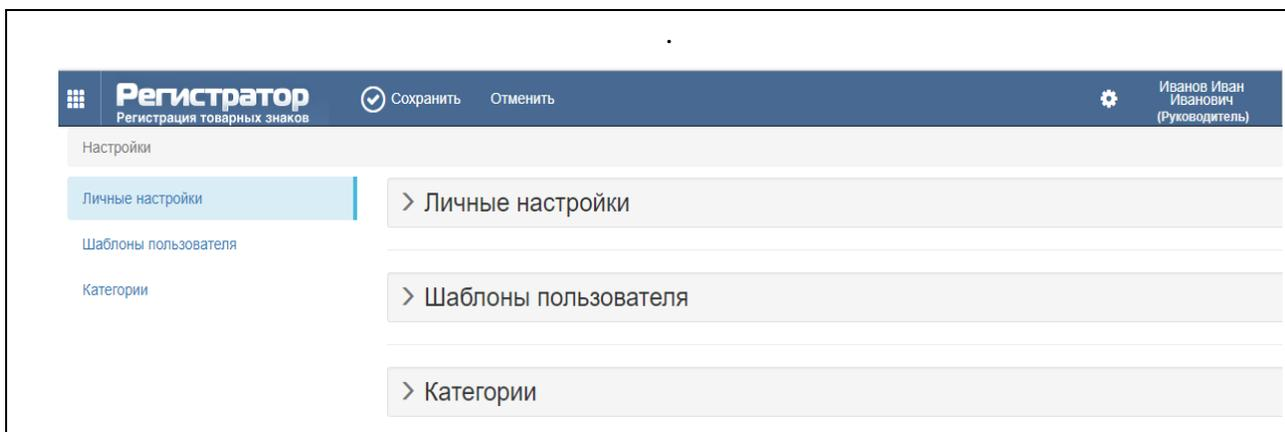 .
Регистратор
Регистрация товарных знаков
Сохранить Отменить
Иванов Иван
Иванович
(Руководитель)
Настройки
Личные настройки
Шаблоны пользователя
Категории
Личные настройки
Шаблоны пользователя
Категории